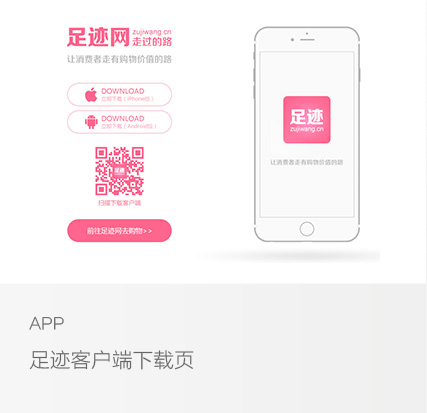 足迹网 zujiwang.cn
走过的路
让消费者走有购物价值的路
DOWNLOAD
立即下载（iPhone版）
DOWNLOAD
立即下载（Android版）
足迹
扫描下载客户端
前往足迹网去购物>>
足迹
zujiwang.cn
让消费者走有购物价值的路
APP
足迹客户端下载页